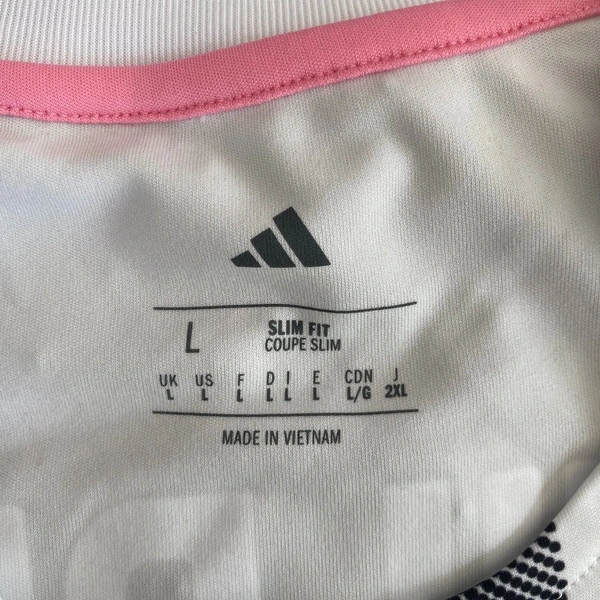 L
SLIM FIT
COUPE SLIM
UK US F D I E CDN J
L L L L L L L/G 2XL
MADE IN VIETNAM